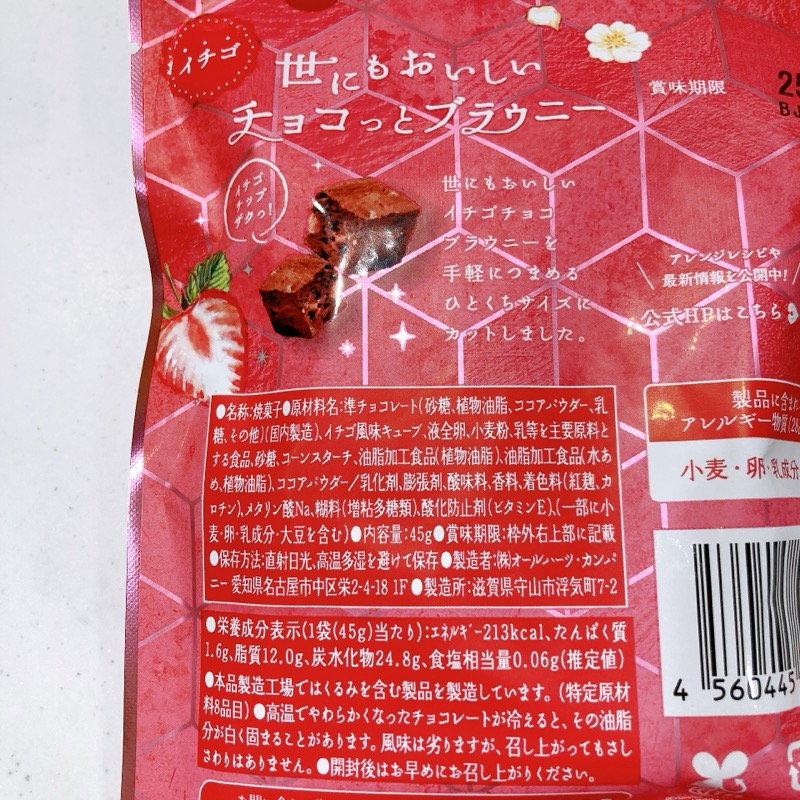 イチゴ
世にもおいしい
チョコっとブラウニー
賞味期限
イチゴ
チップ
ザクっ!
世にもおいしい
イチゴチョコ
ブラウニーを
手軽につまめる
ひとくちサイズに
カットしました。
アレンジレシピや
最新情報を公開中!
公式HPはこちら
●名称:焼菓子●原材料名:準チョコレート(砂糖、植物油脂、ココアパウダー、乳
糖、その他)(国内製造)、イチゴ風味キューブ、液全卵、小麦粉、乳等を主要原料と
する食品、砂糖、コーンスターチ、油脂加工食品(植物油脂)、油脂加工食品(水あ
め、植物油脂)、ココアパウダー/乳化剤、膨張剤、酸味料、香料、着色料(紅麹、カ
ロチン)、メタリン酸Na、糊料(増粘多糖類)、酸化防止剤(ビタミンE)、(一部に小
麦・卵・乳成分・大豆を含む)●内容量:45g●賞味期限:枠外右上部に記載
●保存方法:直射日光、高温多湿を避けて保存●製造者:㈱オールハーツ・カンパ
ニー 愛知県名古屋市中区栄2-4-18 1F●製造所:滋賀県守山市浮気町7-2
製品に含まれ
アレルギー物質(28
小麦・卵・乳成分
●栄養成分表示(1袋(45g)当たり):エネルギー213kcal、たんぱく質
1.6g、脂質12.0g、炭水化物24.8g、食塩相当量0.06g(推定値)
●本品製造工場ではくるみを含む製品を製造しています。(特定原材
料8品目)●高温でやわらかくなったチョコレートが冷えると、その油脂
分が白く固まることがあります。風味は劣りますが、召し上がってもさし
さわりはありません。●開封後はお早めにお召し上がりください。
4 560445